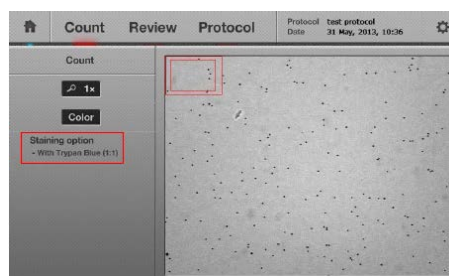 Count Review Protocol
Protocol test protocol
Date 31 May, 2013, 10:36
Count
1x
Color
Staining option
- With Trypan Blue (1:1)